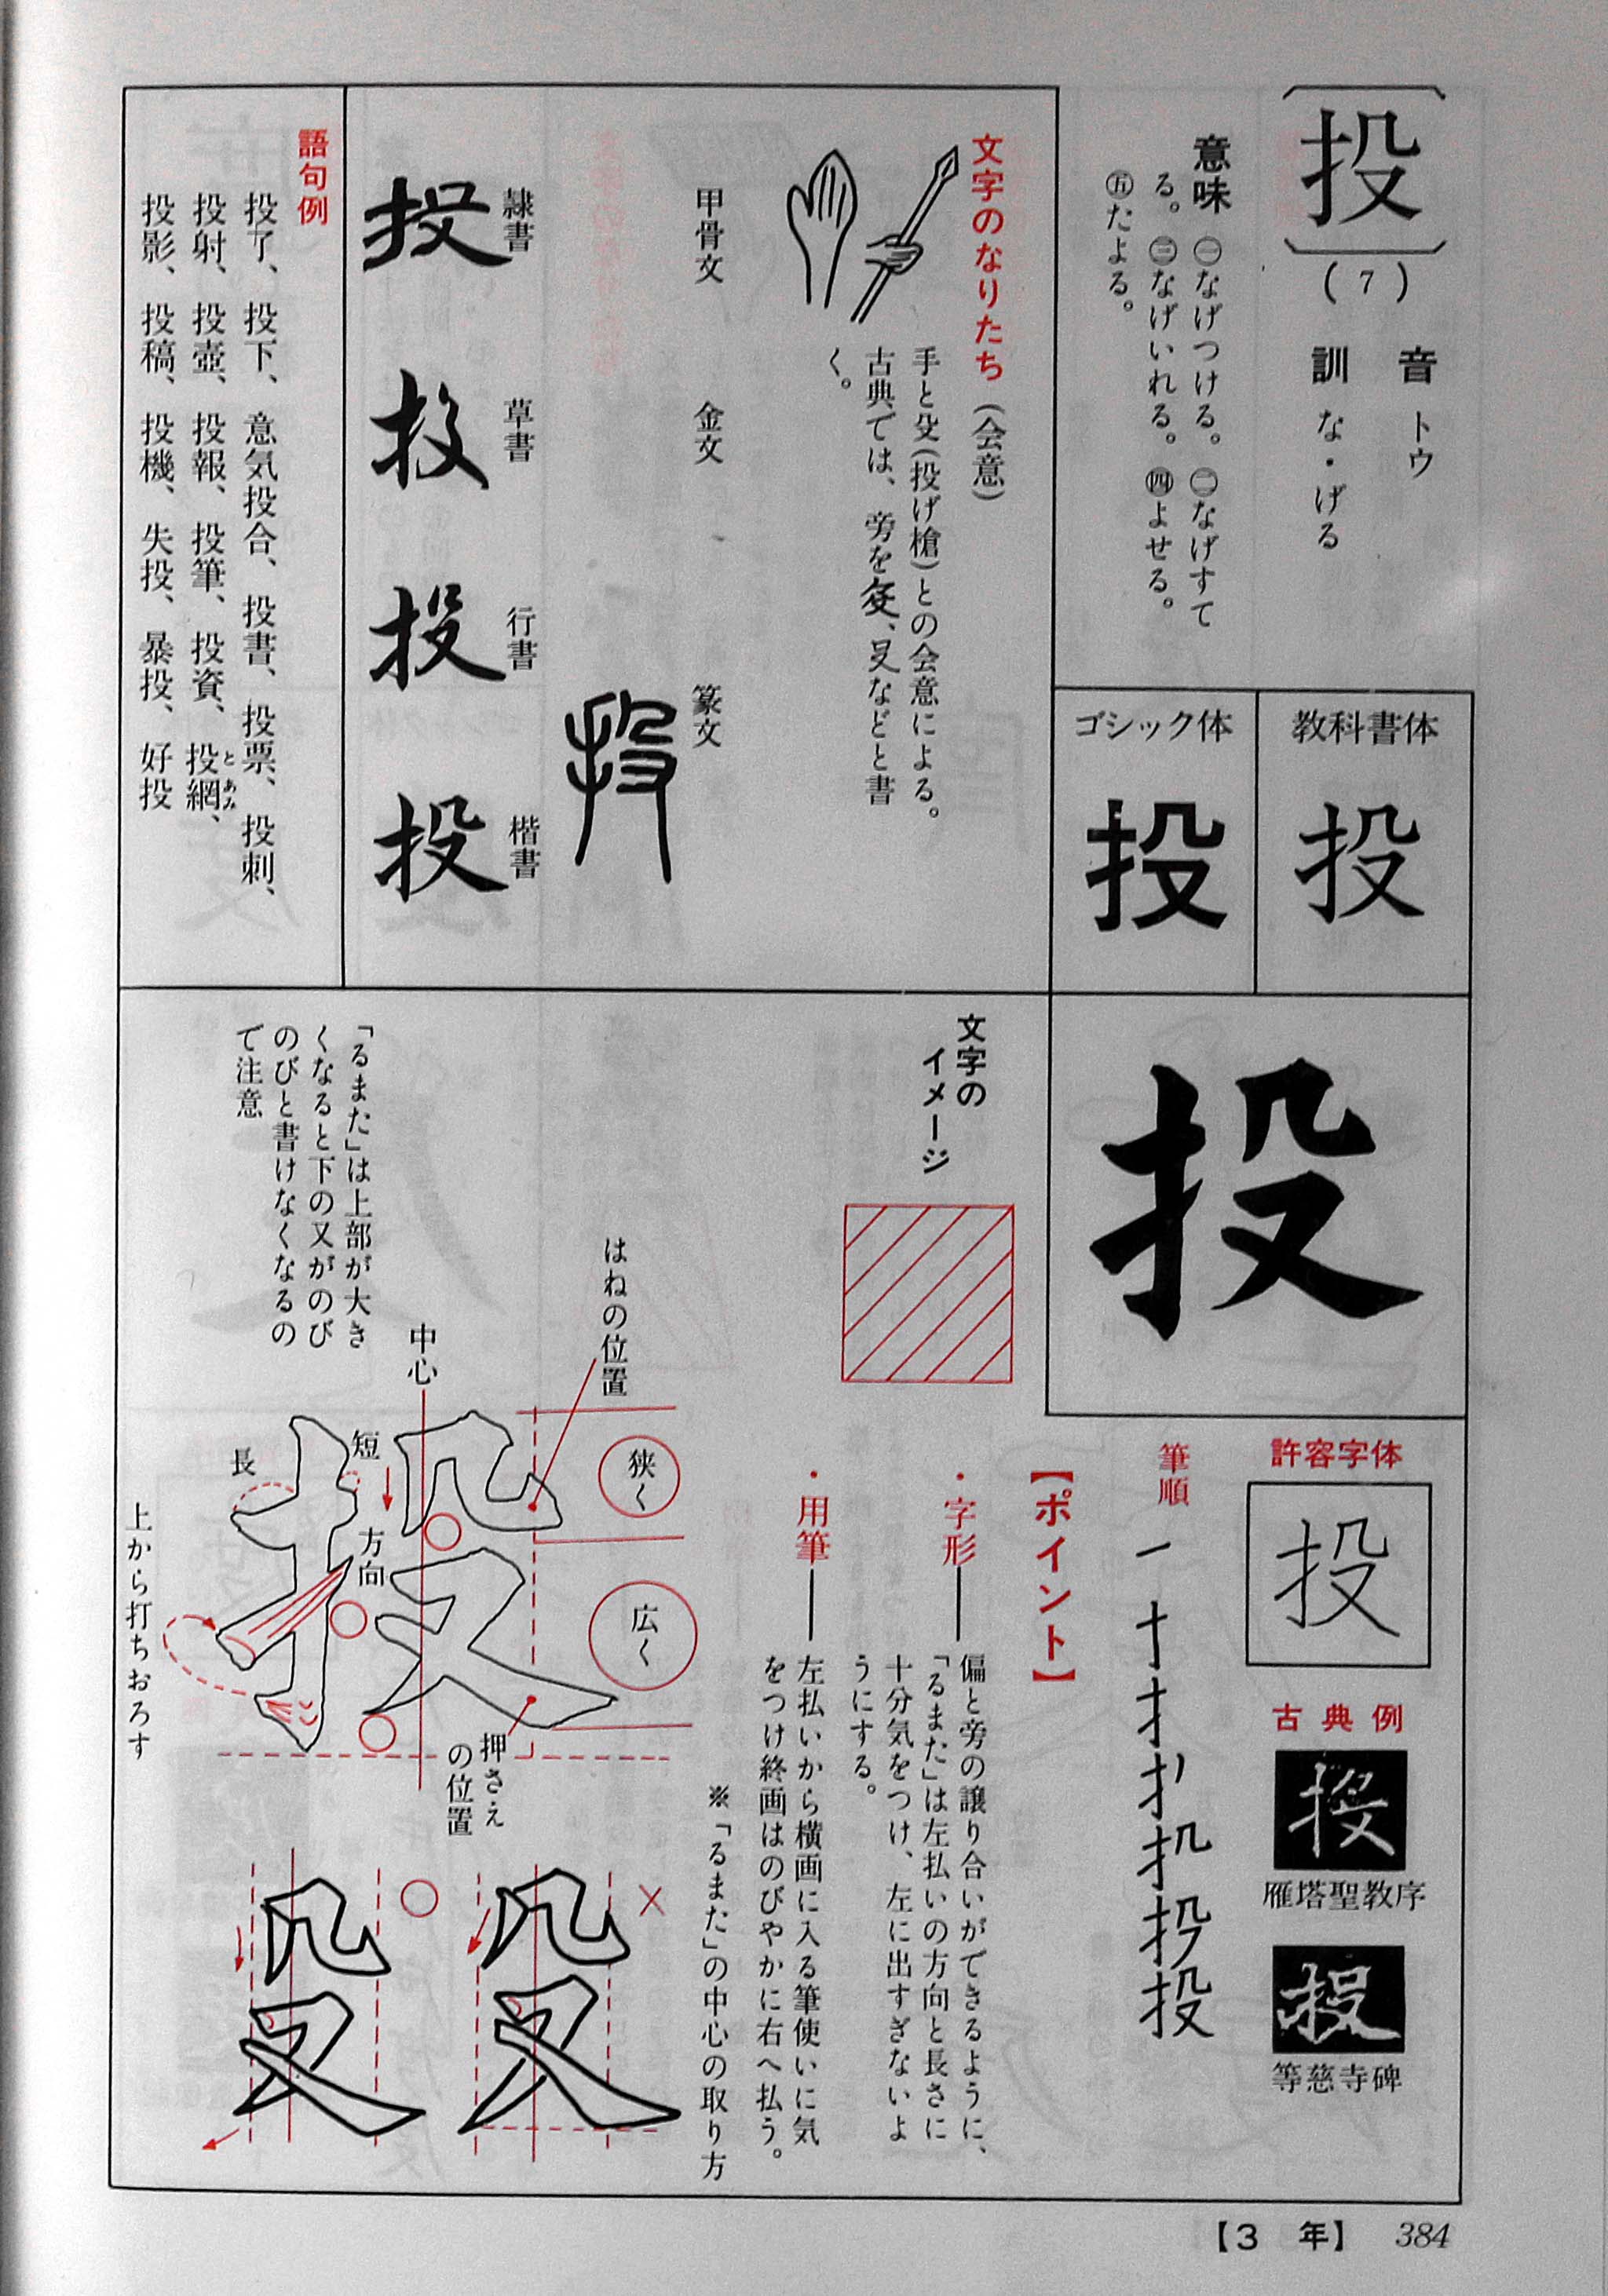 投
(7)
音 トウ
訓 な・げる
意味 ㊀なげつける。 ㊁なげすて
る。 ㊂なげいれる。 ㊃よせる。
㊄たよる。
教科書体
投
ゴシック体
投
文字のなりたち (会意)
手と殳(投げ槍)との会意による。
古典では、旁を、などと書
く。
甲骨文
金文
篆文
投
隷書
投
草書
投
行書
投
楷書
投
語句例
投了、投下、意気投合、投書、投票、投刺、
投射、投壺、投報、投筆、投資、投網、
とあみ
投影、投稿、投機、失投、暴投、好投
投
許容字体
投
古典例
投
雁塔聖教序
投
等慈寺碑
筆順
投
文字の
イメージ
【ポイント】
・字形──偏と旁の譲り合いができるように、
「るまた」は左払いの方向と長さに
十分気をつけ、左に出すぎないよ
うにする。
・用筆──左払いから横画に入る筆使いに気
をつけ終画はのびやかに右へ払う。
※「るまた」の中心の取り方
はねの位置
狭く
広く
中心
短
長
方向
押さえ
の位置
上から打ちおろす
「るまた」は上部が大き
くなると下の又がのび
のびと書けなくなるの
で注意
【3 年】 384